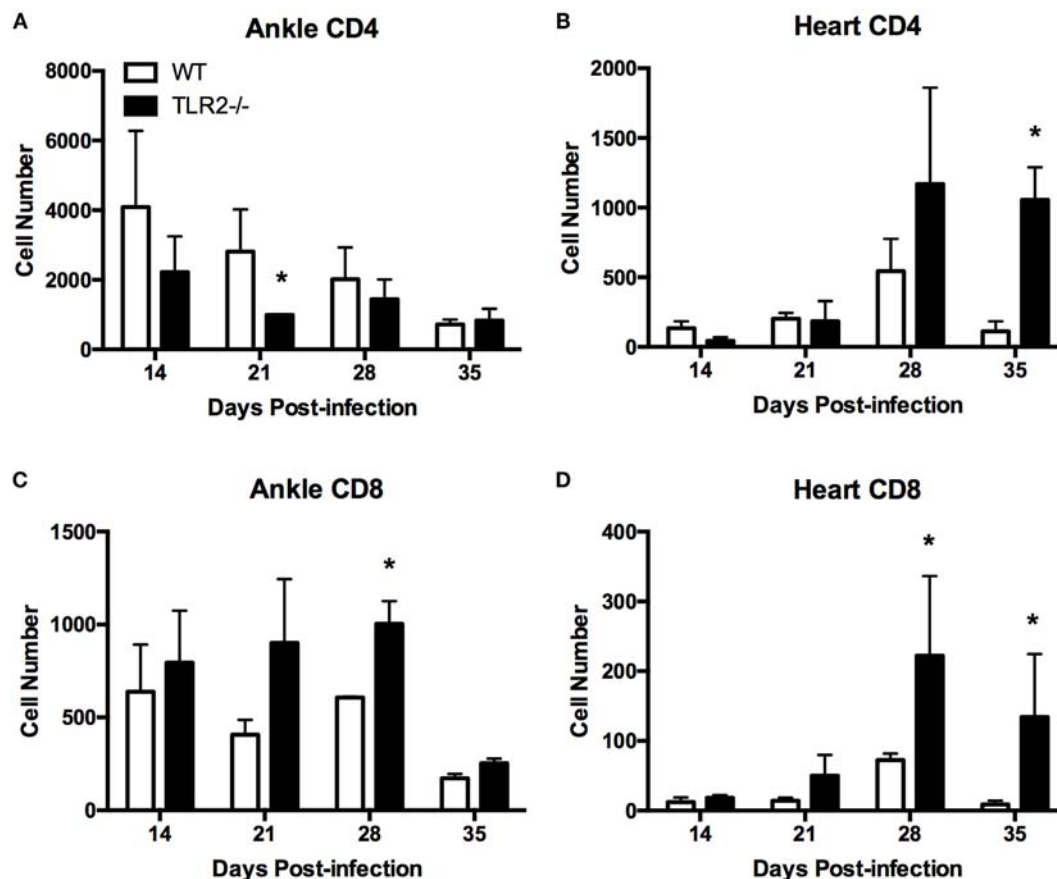 A
Ankle CD4
WT
TLR2-/-
Cell Number
8000
6000
4000
2000
0
*
14 21 28 35
Days Post-infection
B
Heart CD4
Cell Number
2000
1500
1000
500
0
*
14 21 28 35
Days Post-infection
C
Ankle CD8
Cell Number
1500
1000
500
0
*
14 21 28 35
Days Post-infection
D
Heart CD8
Cell Number
400
300
200
100
0
*
*
14 21 28 35
Days Post-infection